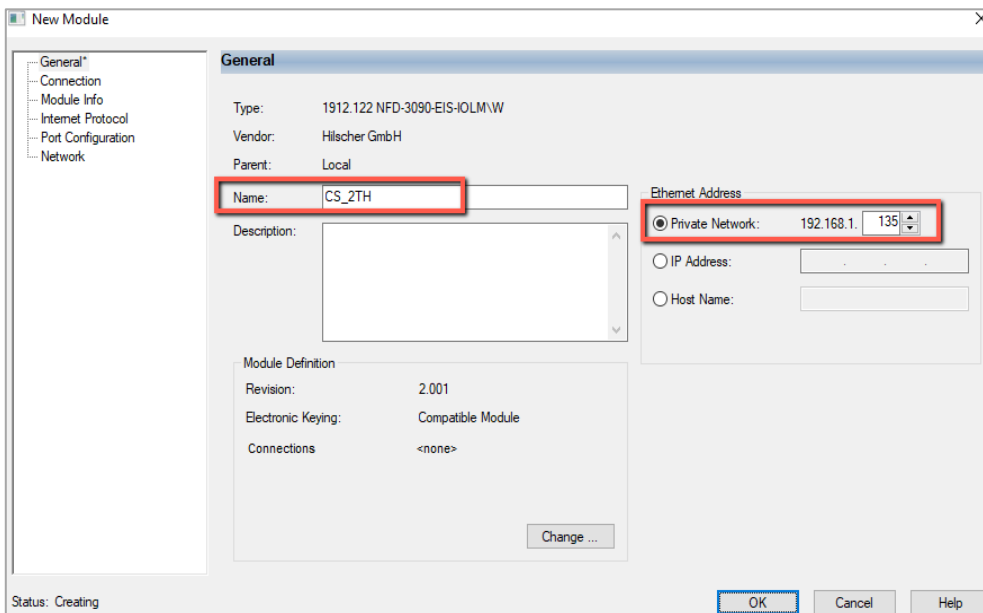 New Module
General*
Connection
Module Info
Internet Protocol
Port Configuration
Network
General
Type: 1912.122 NFD-3090-EIS-IOLM\W
Vendor: Hilscher GmbH
Parent: Local
Name: CS_2TH
Description:
Ethernet Address
Private Network: 192.168.1. 135
IP Address: . . .
Host Name:
Module Definition
Revision: 2.001
Electronic Keying: Compatible Module
Connections <none>
Change ...
Status: Creating
OK Cancel Help